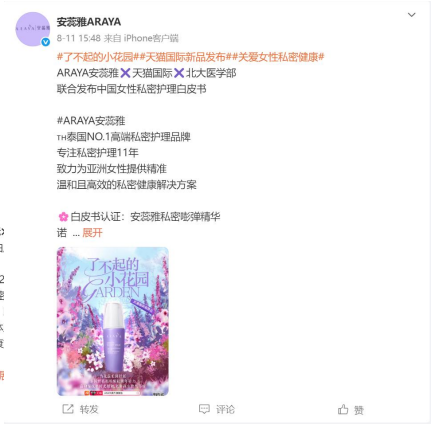 安蕊雅ARAYA
8-11 15:48 来自 iPhone客户端
#了不起的小花园##天猫国际新品发布##关爱女性私密健康#
ARAYA安蕊雅❌天猫国际❌北大医学部
联合发布中国女性私密护理白皮书
#ARAYA安蕊雅
TH泰国NO.1高端私密护理品牌
专注私密护理11年
致力为亚洲女性提供精准
温和且高效的私密健康解决方案
🌸白皮书认证：安蕊雅私密嘭弹精华
诺 ... 展开
了不起的
小花园
GARDEN
转发
评论
赞